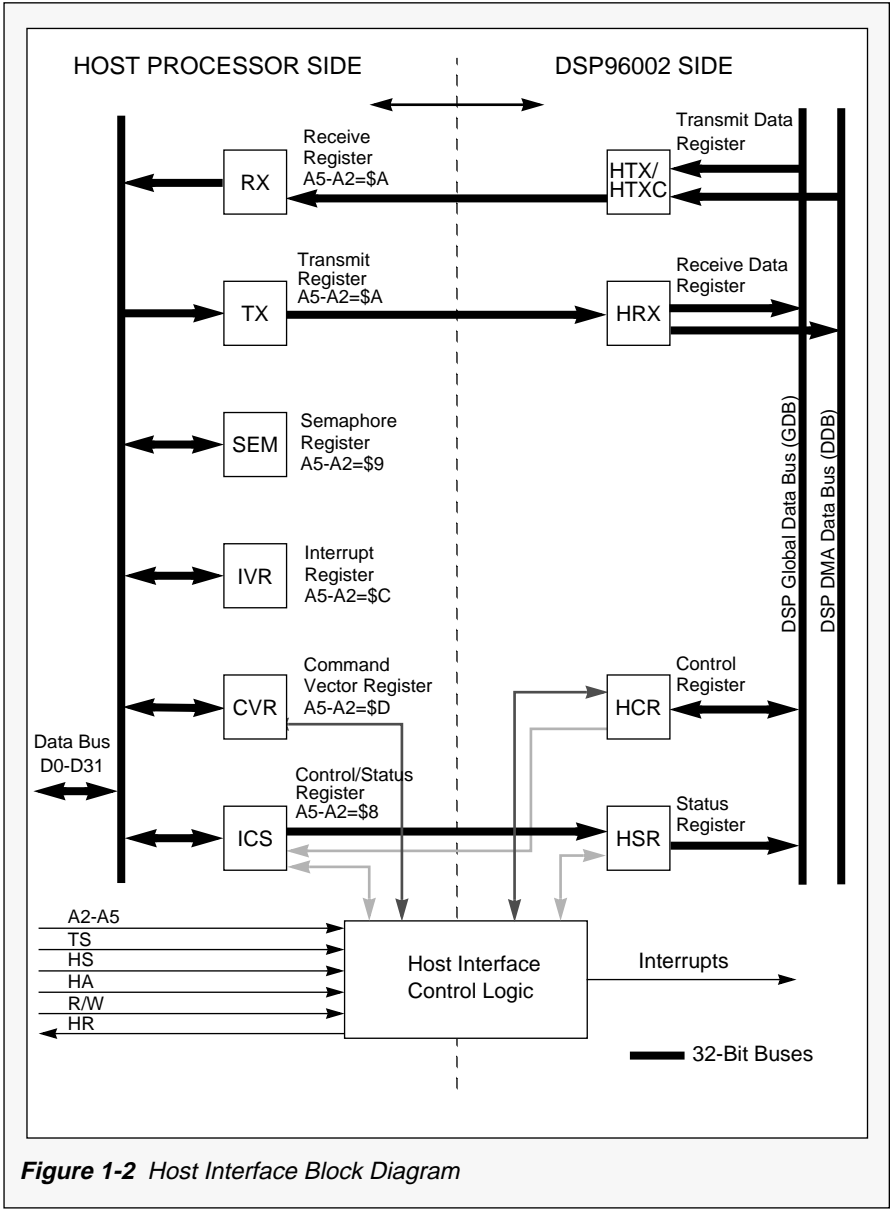 HOST PROCESSOR SIDE
DSP96002 SIDE
Receive
Register
A5-A2=$A
RX
HTX/
HTXC
Transmit Data
Register
Transmit
Register
A5-A2=$A
TX
HRX
Receive Data
Register
SEM
Semaphore
Register
A5-A2=$9
IVR
Interrupt
Register
A5-A2=$C
DSP Global Data Bus (GDB)
DSP DMA Data Bus (DDB)
CVR
Command
Vector Register
A5-A2=$D
HCR
Control
Register
Data Bus
D0-D31
ICS
Control/Status
Register
A5-A2=$8
HSR
Status
Register
A2-A5
TS
HS
HA
R/W
HR
Host Interface
Control Logic
Interrupts
32-Bit Buses
Figure 1-2 Host Interface Block Diagram